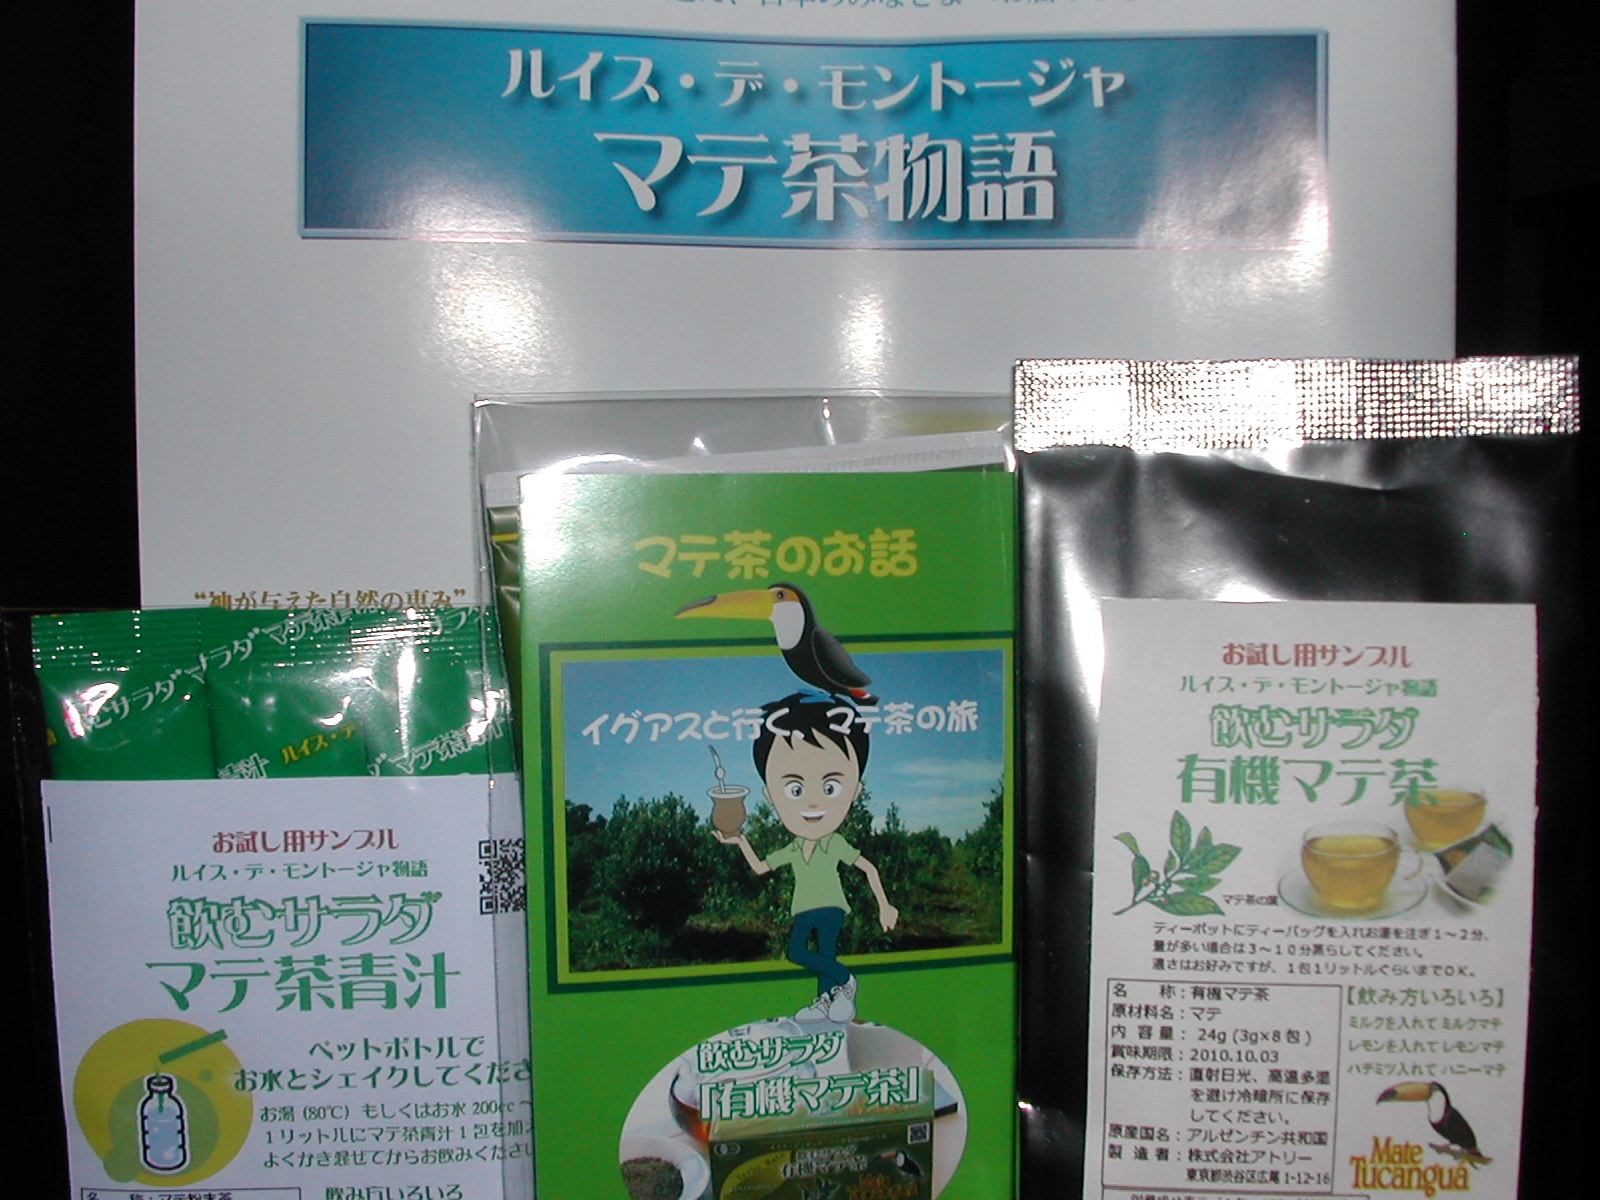 ルイス・デ・モントージャ
マテ茶物語
“神が与えた自然の恵み”
マテ茶のお話
イグアスと行く、マテ茶の旅
飲むサラダ
「有機マテ茶」
お試し用サンプル
ルイス・デ・モントージャ物語
飲むサラダ
マテ茶青汁
ペットボトルで
お水とシェイクしてくださ
お湯（80℃）もしくはお水 200cc〜
1リットルにマテ茶青汁1包を加え
よくかき混ぜてからお飲みくださ
名　称：マテ粉末茶
飲み方いろいろ
お試し用サンプル
ルイス・デ・モントージャ物語
飲むサラダ
有機マテ茶
マテ茶の葉
ティーポットにティーバッグを入れお湯を注ぎ1〜2分、
量が多い場合は3〜10分蒸らしてください。
濃さはお好みですが、1包1リットルぐらいまでOK。
名　　称：有機マテ茶
原材料名：マテ
内 容 量： 24g (3g×8包)
賞味期限：2010.10.03
保存方法：直射日光、高温多湿
を避け冷暗所に保存
してください。
原産国名：アルゼンチン共和国
製 造 者：株式会社アトリー
東京都渋谷区広尾 1-12-16
【飲み方いろいろ】
ミルクを入れて ミルクマテ
レモンを入れて レモンマテ
ハチミツ入れて ハニーマテ
Mate
Tucanguá